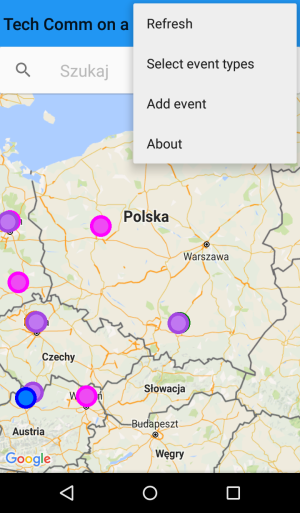 Tech Comm on a
Refresh
Szukaj
Select event types
Add event
About
Polska
Warszawa
Czechy
Słowacja
Budapeszt
Austria
Węgry
Google